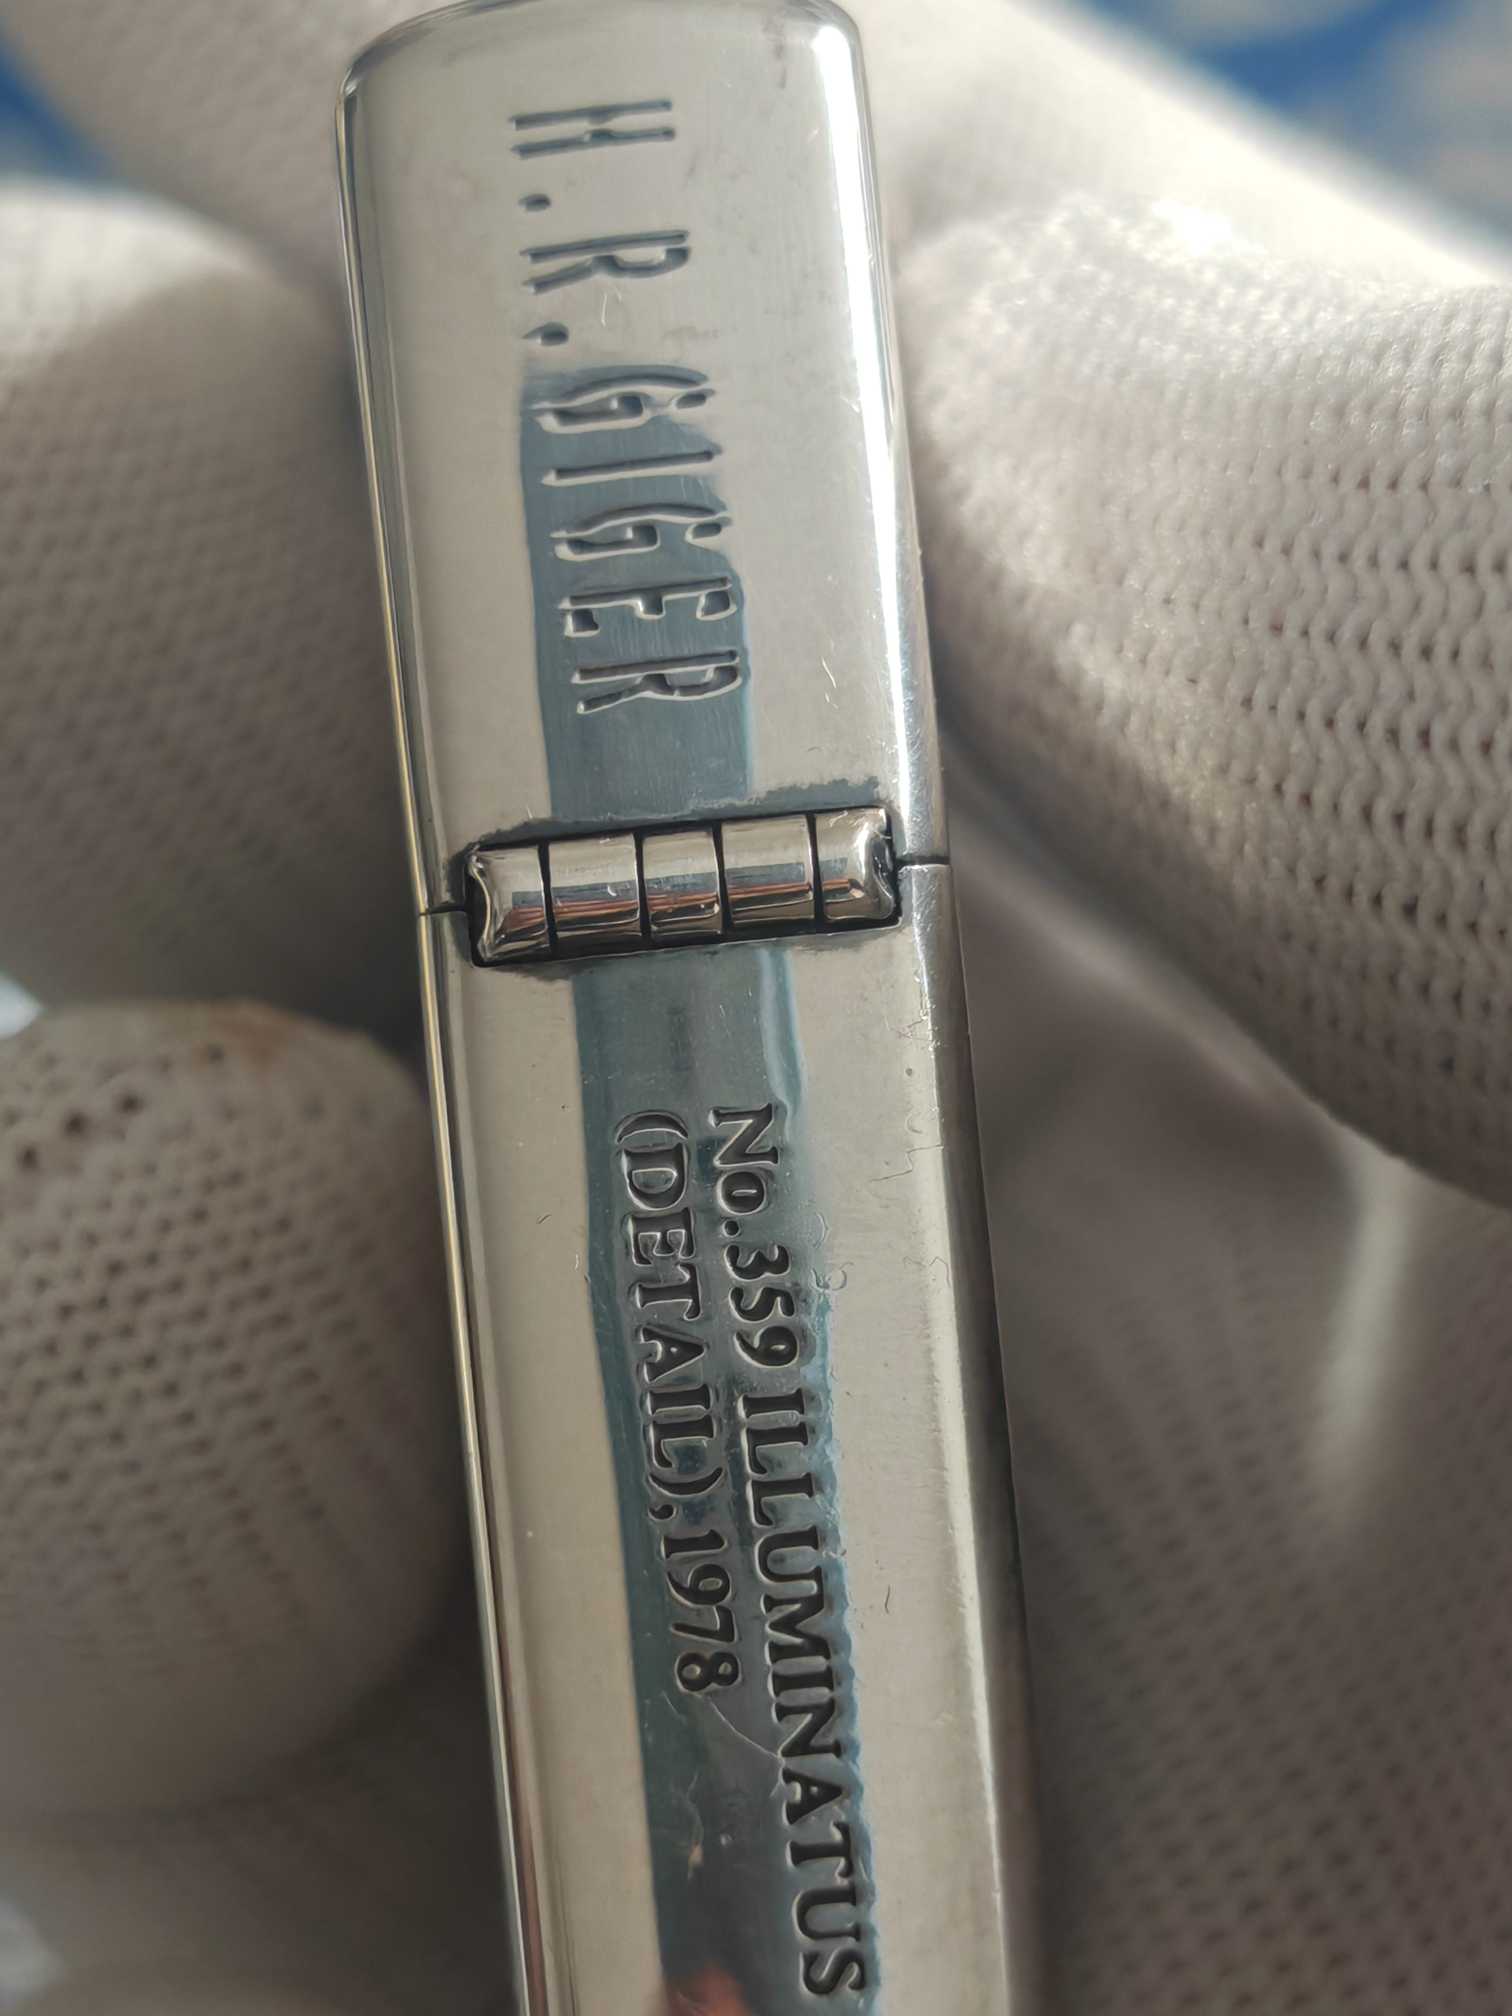 H.R.GIGER
No.359 ILLUMINATUS
(DETAIL),1978